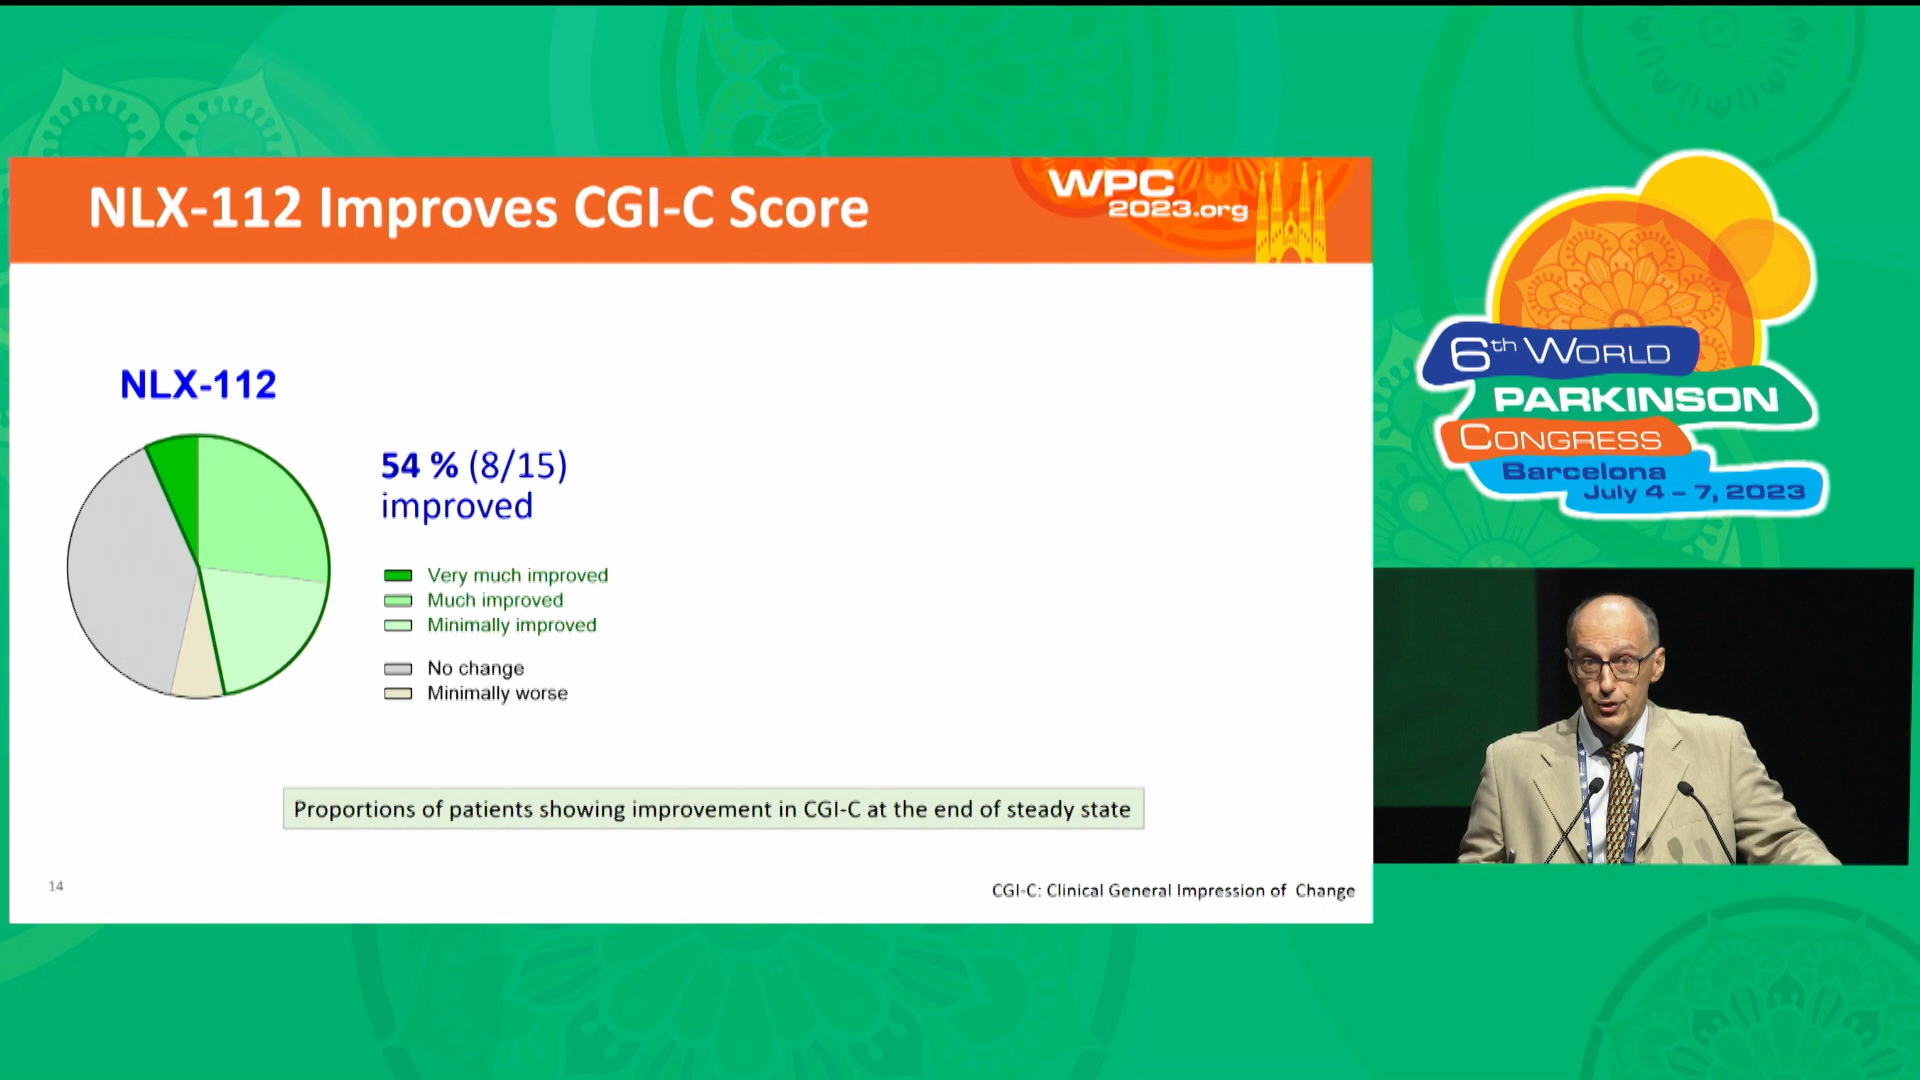 NLX-112 Improves CGI-C Score
WPC
2023.org
NLX-112
54 % (8/15)
improved
Very much improved
Much improved
Minimally improved
No change
Minimally worse
Proportions of patients showing improvement in CGI-C at the end of steady state
14
CGI-C: Clinical General Impression of Change
6th World
PARKINSON
CONGRESS
Barcelona
July 4 – 7, 2023